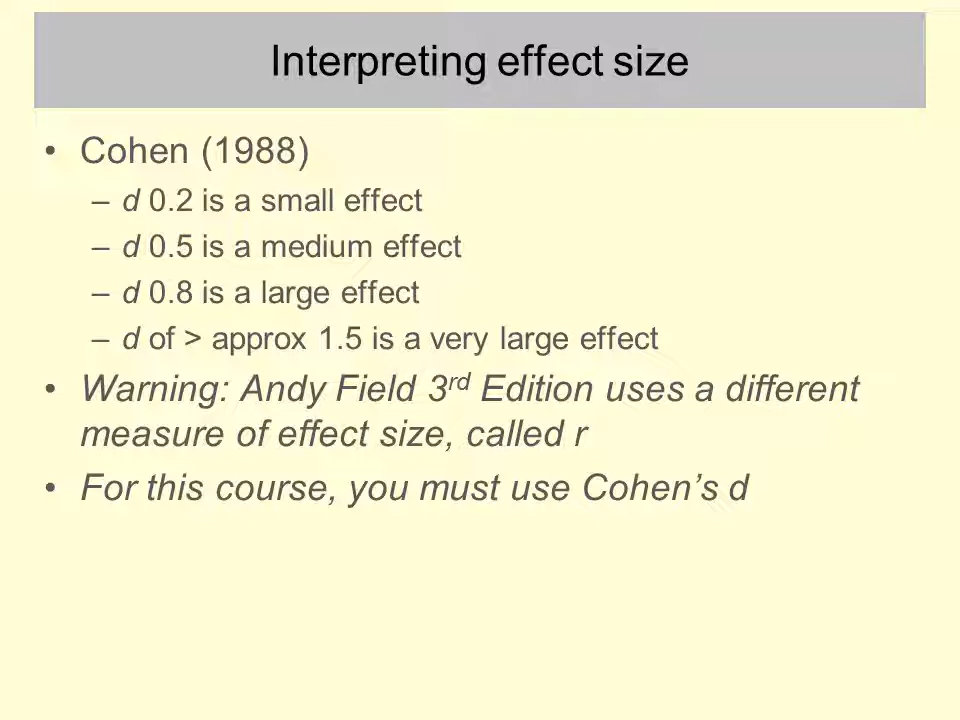 Interpreting effect size
• Cohen (1988)
– d 0.2 is a small effect
– d 0.5 is a medium effect
– d 0.8 is a large effect
– d of > approx 1.5 is a very large effect
• Warning: Andy Field 3rd Edition uses a different
measure of effect size, called r
• For this course, you must use Cohen’s d